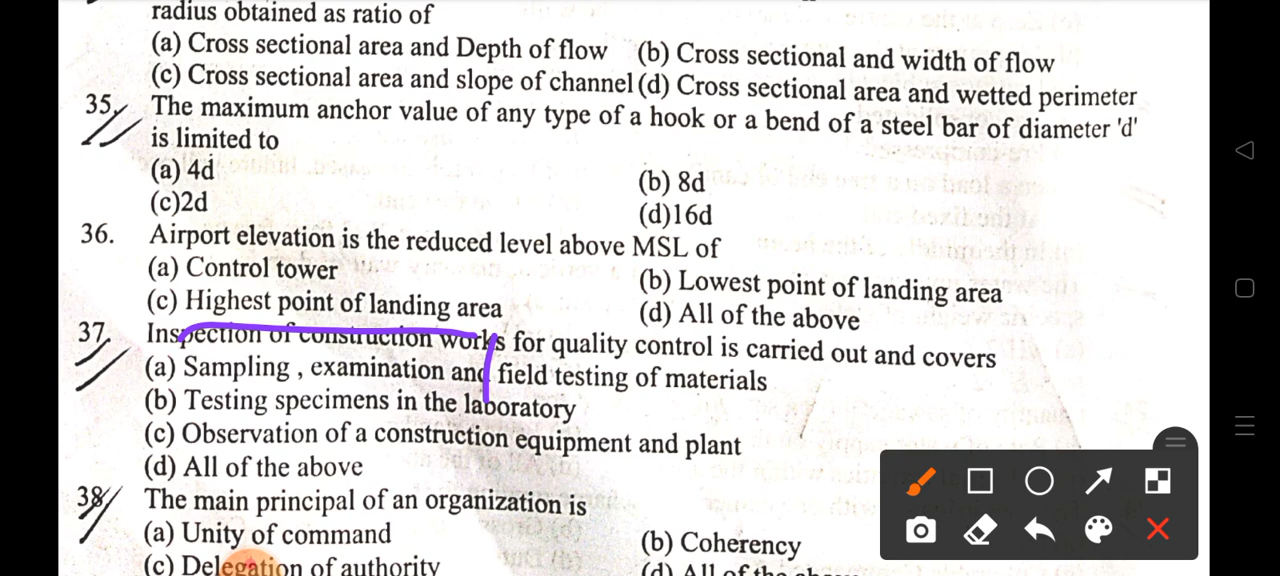 radius obtained as ratio of
(a) Cross sectional area and Depth of flow (b) Cross sectional and width of flow
(c) Cross sectional area and slope of channel (d) Cross sectional area and wetted perimeter
35. The maximum anchor value of any type of a hook or a bend of a steel bar of diameter 'd'
is limited to
(a) 4d (b) 8d
(c)2d (d)16d
36. Airport elevation is the reduced level above MSL of
(a) Control tower (b) Lowest point of landing area
(c) Highest point of landing area (d) All of the above
37. Inspection of construction works for quality control is carried out and covers
(a) Sampling , examination and field testing of materials
(b) Testing specimens in the laboratory
(c) Observation of a construction equipment and plant
(d) All of the above
38 The main principal of an organization is
(a) Unity of command (b) Coherency
(c) Delegation of authority (d) All of the